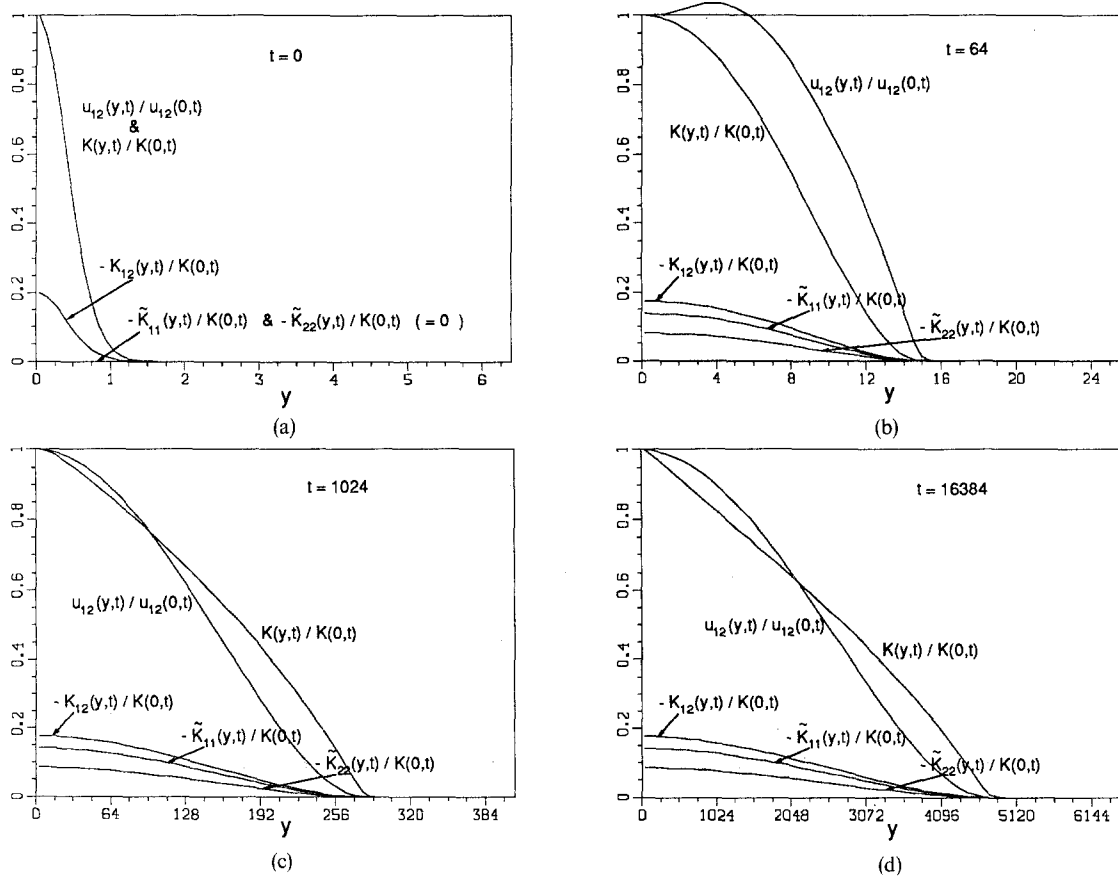 1
0.8
0.6
0.4
0.2
0
t = 0
u₁₂(y,t) / u₁₂(0,t)
&
K(y,t) / K(0,t)
- K₁₂(y,t) / K(0,t)
- K̃₁₁(y,t) / K(0,t) & - K̃₂₂(y,t) / K(0,t) ( = 0 )
0 1 2 3 4 5 6
y
(a)
1
0.8
0.6
0.4
0.2
0
t = 64
u₁₂(y,t) / u₁₂(0,t)
K(y,t) / K(0,t)
- K₁₂(y,t) / K(0,t)
- K̃₁₁(y,t) / K(0,t)
- K̃₂₂(y,t) / K(0,t)
0 4 8 12 16 20 24
y
(b)
1
0.8
0.6
0.4
0.2
0
t = 1024
u₁₂(y,t) / u₁₂(0,t)
K(y,t) / K(0,t)
- K₁₂(y,t) / K(0,t)
- K̃₁₁(y,t) / K(0,t)
- K̃₂₂(y,t) / K(0,t)
0 64 128 192 256 320 384
y
(c)
1
0.8
0.6
0.4
0.2
0
t = 16384
u₁₂(y,t) / u₁₂(0,t)
K(y,t) / K(0,t)
- K₁₂(y,t) / K(0,t)
- K̃₁₁(y,t) / K(0,t)
- K̃₂₂(y,t) / K(0,t)
0 1024 2048 3072 4096 5120 6144
y
(d)